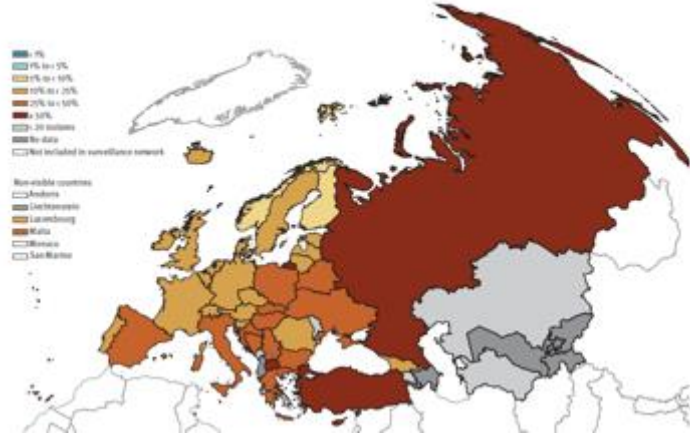 < 1%
1% to < 5%
5% to < 10%
10% to < 25%
25% to < 50%
≥ 50%
< 20 isolates
No data
Not included in surveillance network
Non-visible countries
Andorra
Liechtenstein
Luxembourg
Malta
Monaco
San Marino